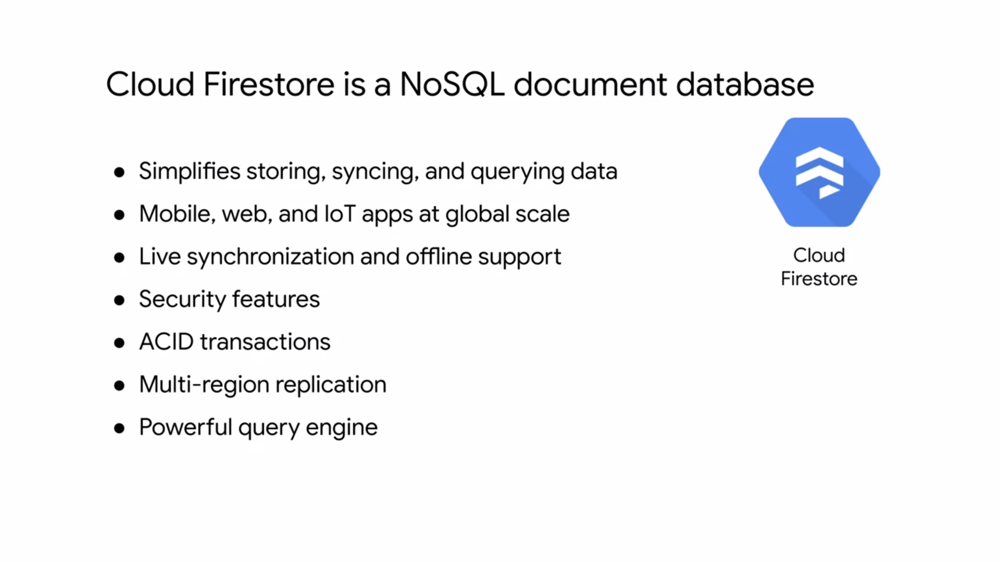 Cloud Firestore is a NoSQL document database
● Simplifies storing, syncing, and querying data
● Mobile, web, and IoT apps at global scale
● Live synchronization and offline support
● Security features
● ACID transactions
● Multi-region replication
● Powerful query engine
Cloud
Firestore